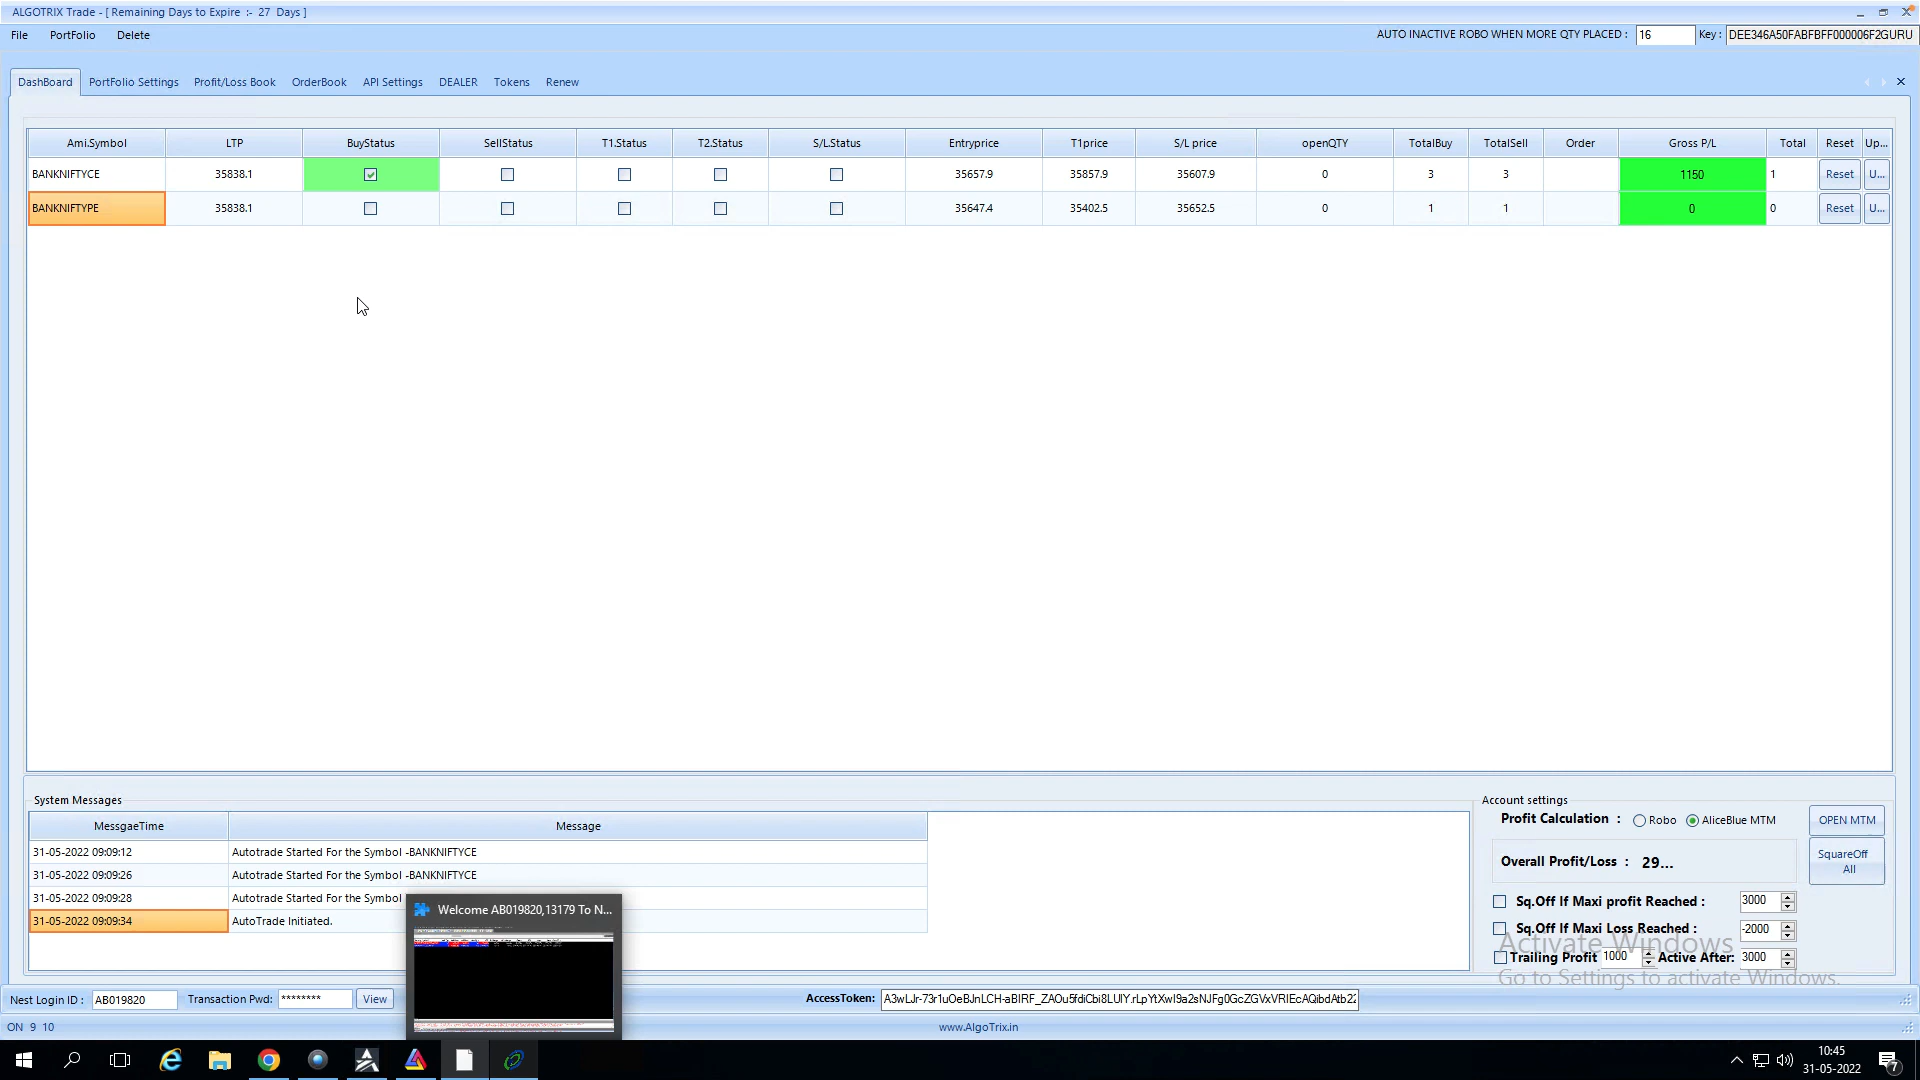 ALGOTRIX Trade - [ Remaining Days to Expire :- 27 Days ]
File PortFolio Delete
AUTO INACTIVE ROBO WHEN MORE QTY PLACED : 16 Key : DEE346A50FABFBFF000006F2GURU
DashBoard PortFolio Settings Profit/Loss Book OrderBook API Settings DEALER Tokens Renew
Ami.Symbol LTP BuyStatus SellStatus T1.Status T2.Status S/L.Status Entryprice T1price S/L price openQTY TotalBuy TotalSell Order Gross P/L Total Reset Up...
BANKNIFTYCE 35838.1 35657.9 35857.9 35607.9 0 3 3 1150 1 Reset U...
BANKNIFTYPE 35838.1 35647.4 35402.5 35652.5 0 1 1 0 0 Reset U...
System Messages
MessgaeTime Message
31-05-2022 09:09:12 Autotrade Started For the Symbol -BANKNIFTYCE
31-05-2022 09:09:26 Autotrade Started For the Symbol -BANKNIFTYCE
31-05-2022 09:09:28 Autotrade Started For the Symbol
31-05-2022 09:09:34 AutoTrade Initiated.
Welcome AB019820,13179 To N...
Account settings
Profit Calculation : Robo AliceBlue MTM OPEN MTM
Overall Profit/Loss : 29... SquareOff All
Sq.Off If Maxi profit Reached : 3000
Sq.Off If Maxi Loss Reached : -2000
Trailing Profit 1000 Active After: 3000
Activate Windows
Go to Settings to activate Windows.
Nest Login ID : AB019820 Transaction Pwd: ******** View
AccessToken:
ON 9 10
www.AlgoTrix.in
10:45
31-05-2022
7